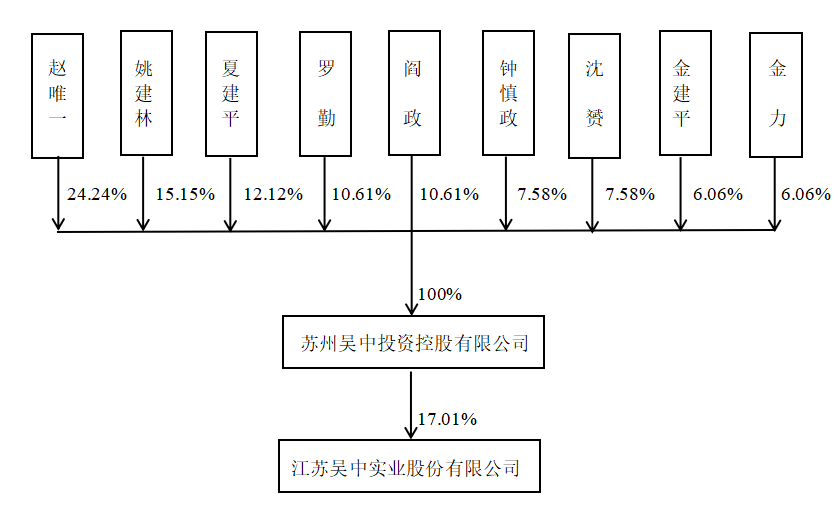 赵唯一
姚建林
夏建平
罗勤
阎政
钟慎政
沈赟
金建平
金力
24.24%
15.15%
12.12%
10.61%
10.61%
7.58%
7.58%
6.06%
6.06%
100%
苏州吴中投资控股有限公司
17.01%
江苏吴中实业股份有限公司